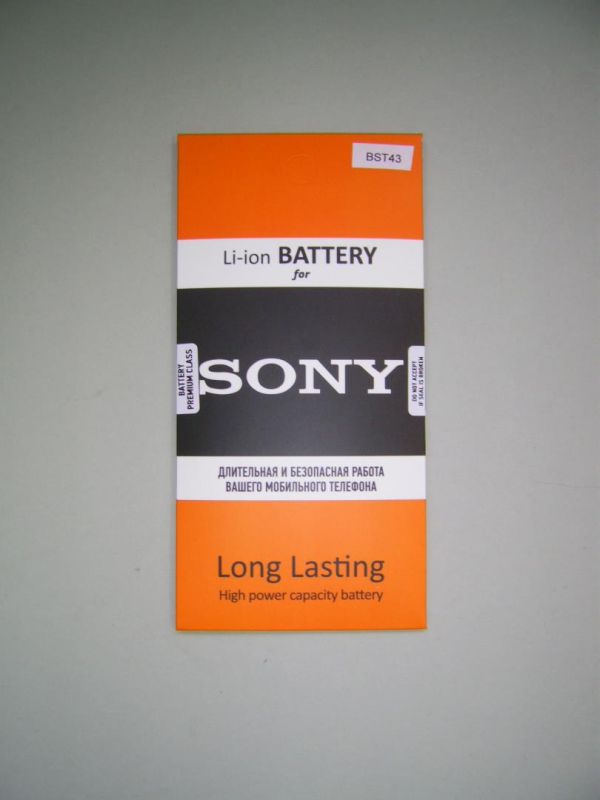 BST43
Li-ion BATTERY
for
SONY
BATTERY
PREMIUM CLASS
DO NOT ACCEPT
IF SEAL IS BROKEN
ДЛИТЕЛЬНАЯ И БЕЗОПАСНАЯ РАБОТА
ВАШЕГО МОБИЛЬНОГО ТЕЛЕФОНА
Long Lasting
High power capacity battery